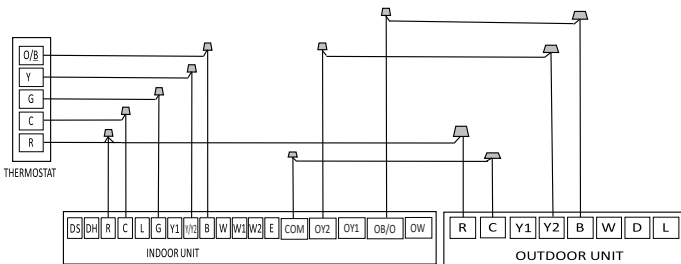 O/B
Y
G
C
R
THERMOSTAT
DS DH R C L G Y1 Y/Y2 B W W1 W2 E COM OY2 OY1 OB/O OW
INDOOR UNIT
R C Y1 Y2 B W D L
OUTDOOR UNIT